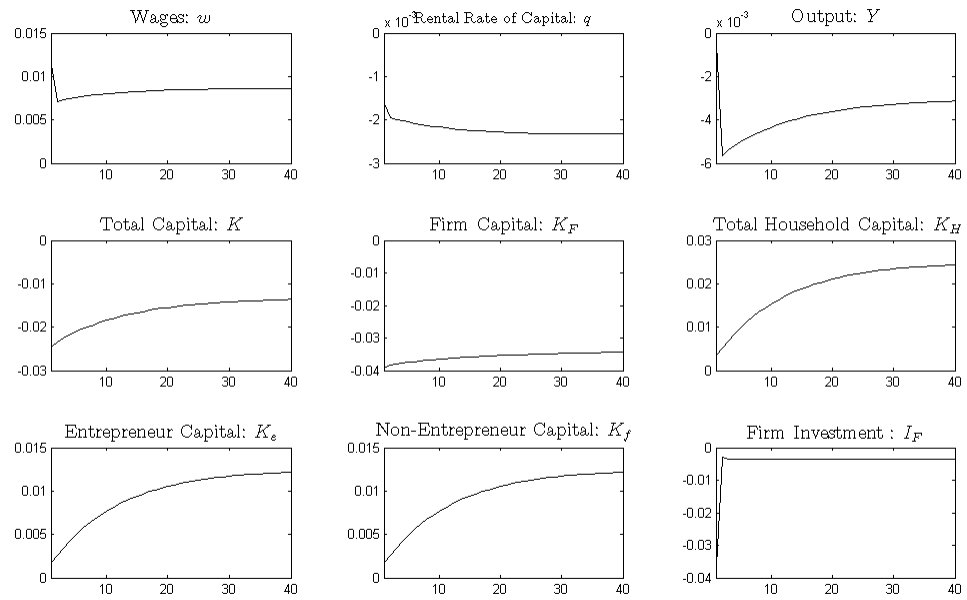 Wages: w
0.015
0.01
0.005
0
10 20 30 40
Rental Rate of Capital: q
x 10⁻³
0
-1
-2
-3
10 20 30 40
Output: Y
x 10⁻³
0
-2
-4
-6
10 20 30 40
Total Capital: K
0
-0.01
-0.02
-0.03
10 20 30 40
Firm Capital: K_F
0
-0.01
-0.02
-0.03
-0.04
10 20 30 40
Total Household Capital: K_H
0.03
0.02
0.01
0
10 20 30 40
Entrepreneur Capital: K_e
0.015
0.01
0.005
0
10 20 30 40
Non-Entrepreneur Capital: K_f
0.015
0.01
0.005
0
10 20 30 40
Firm Investment : I_F
0
-0.01
-0.02
-0.03
-0.04
10 20 30 40